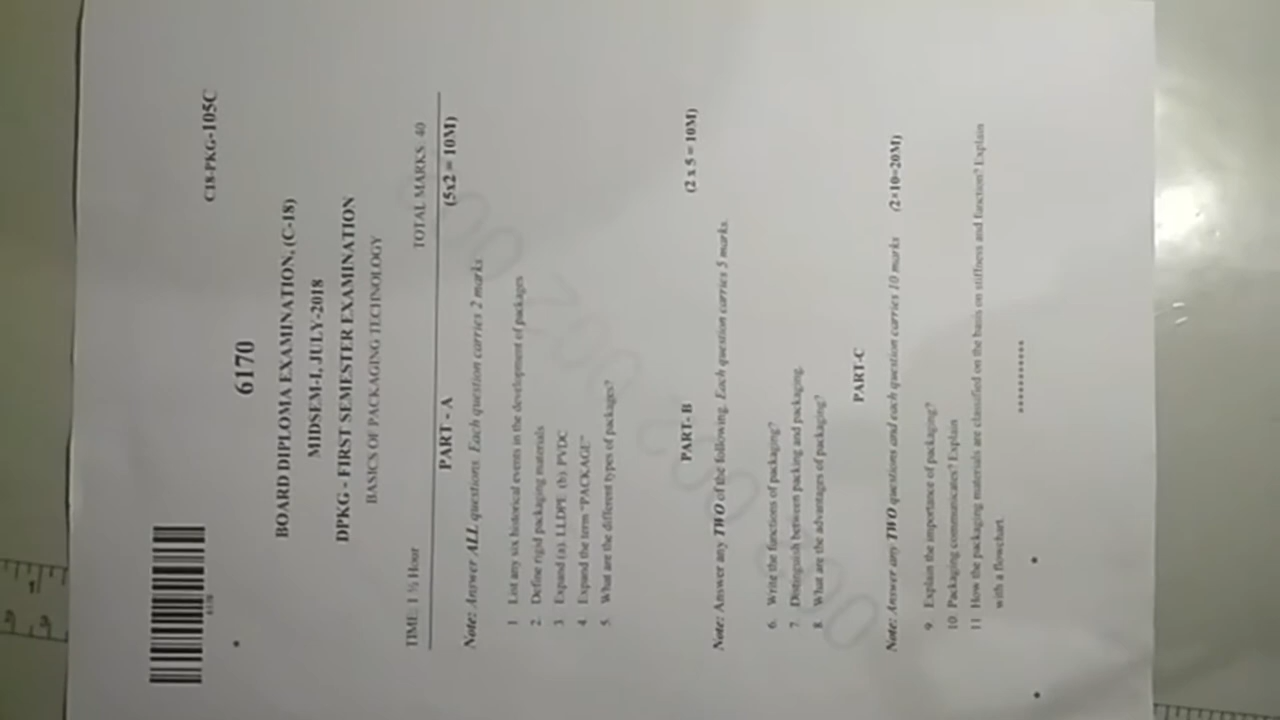 C18-PKG-105C
6170
BOARD DIPLOMA EXAMINATION, (C-18)
MIDSEM-I, JULY-2018
DPKG - FIRST SEMESTER EXAMINATION
BASICS OF PACKAGING TECHNOLOGY
TIME: 1 ½ Hour TOTAL MARKS: 40
PART - A (5x2 = 10M)
Note: Answer ALL questions. Each question carries 2 marks
1 List any six historical events in the development of packages
2. Define rigid packaging materials
3 Expand (a) LLDPE (b) PVDC
4. Expand the term "PACKAGE"
5. What are the different types of packages?
PART- B (2 x 5 = 10M)
Note: Answer any TWO of the following. Each question carries 5 marks.
6. Write the functions of packaging?
7. Distinguish between packing and packaging.
8. What are the advantages of packaging?
PART-C
Note: Answer any TWO questions and each question carries 10 marks (2×10=20M)
9. Explain the importance of packaging?
10. Packaging communicates? Explain
11. How the packaging materials are classified on the basis on stiffness and function? Explain
with a flowchart.